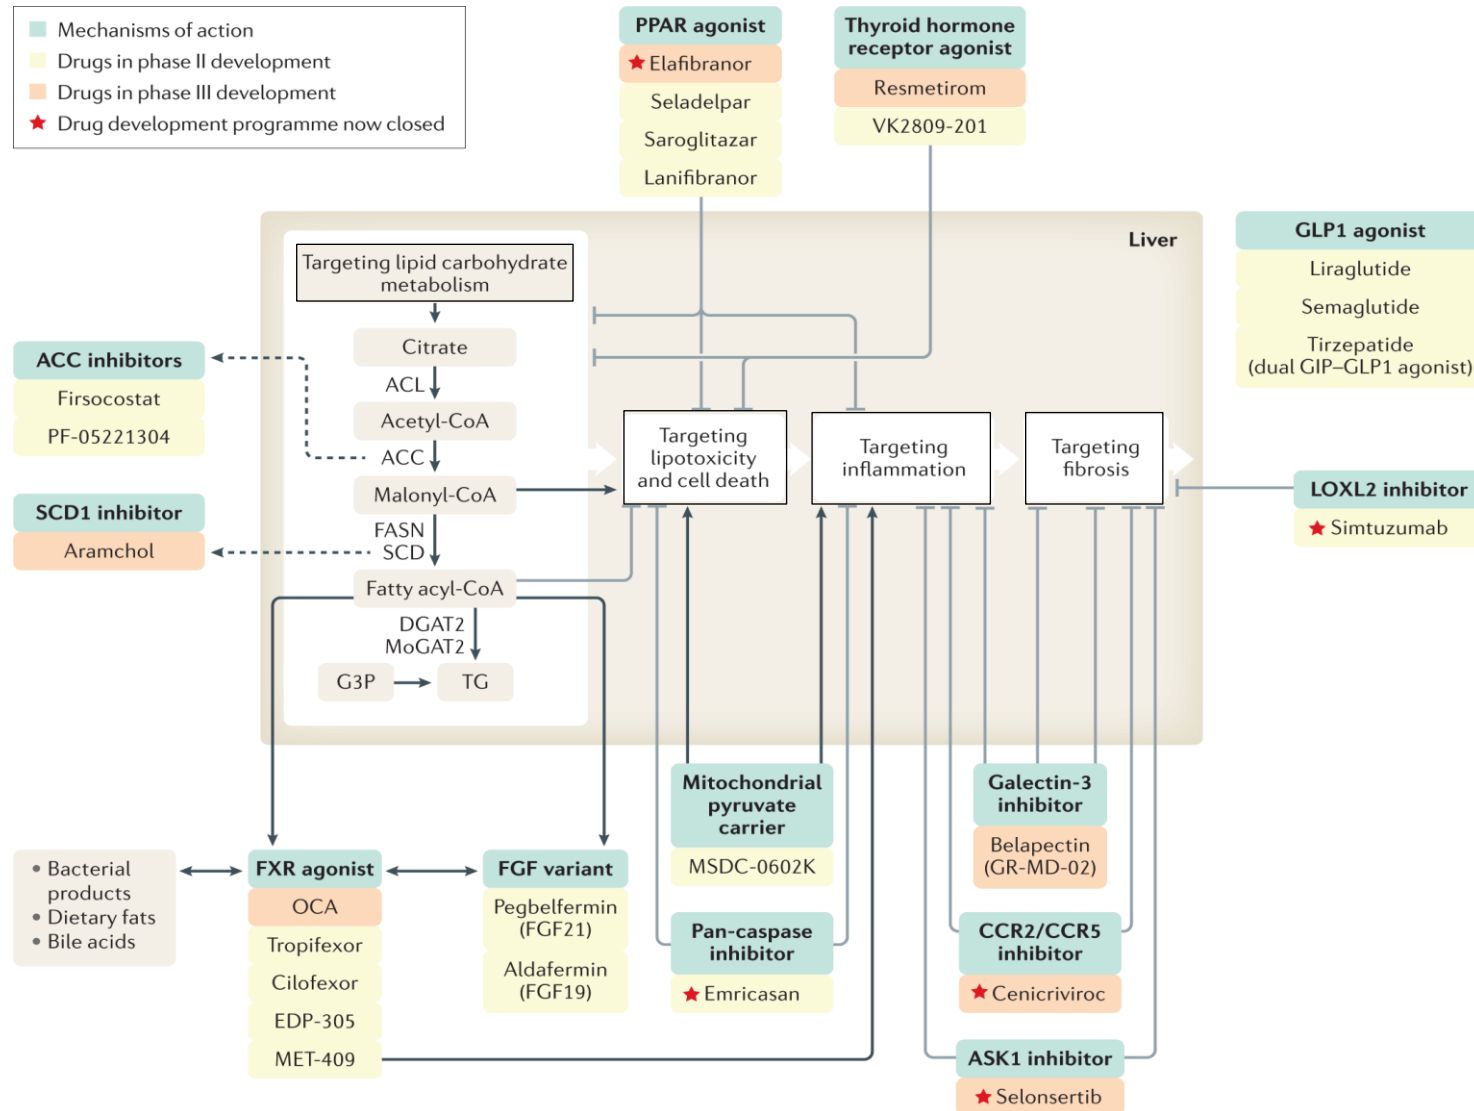 Mechanisms of action
Drugs in phase II development
Drugs in phase III development
Drug development programme now closed
PPAR agonist
Elafibranor
Seladelpar
Saroglitazar
Lanifibranor
Thyroid hormone
receptor agonist
Resmetirom
VK2809-201
Liver
GLP1 agonist
Liraglutide
Semaglutide
Tirzepatide
(dual GIP–GLP1 agonist)
Targeting lipid carbohydrate
metabolism
Citrate
ACL
Acetyl-CoA
ACC
Malonyl-CoA
FASN
SCD
Fatty acyl-CoA
DGAT2
MoGAT2
G3P
TG
ACC inhibitors
Firsocostat
PF-05221304
SCD1 inhibitor
Aramchol
Targeting
lipotoxicity
and cell death
Targeting
inflammation
Targeting
fibrosis
LOXL2 inhibitor
Simtuzumab
• Bacterial
products
• Dietary fats
• Bile acids
FXR agonist
OCA
Tropifexor
Cilofexor
EDP-305
MET-409
FGF variant
Pegbelfermin
(FGF21)
Aldafermin
(FGF19)
Mitochondrial
pyruvate
carrier
MSDC-0602K
Pan-caspase
inhibitor
Emricasan
Galectin-3
inhibitor
Belapectin
(GR-MD-02)
CCR2/CCR5
inhibitor
Cenicriviroc
ASK1 inhibitor
Selonsertib